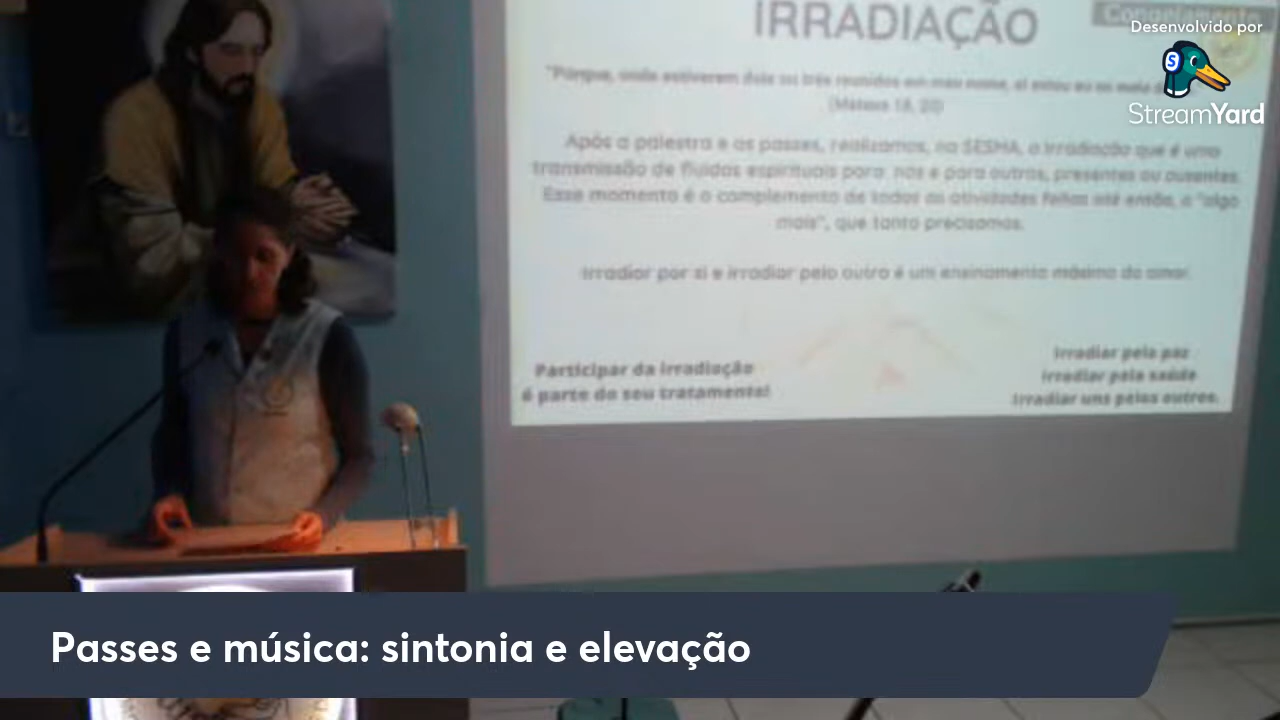 IRRADIAÇÃO
Congelamento
Desenvolvido por
StreamYard
"Porque, onde estiverem dois ou três reunidos em meu nome, aí estou eu no meio
(Mateus 18, 20)
Após a palestra e os passes, realizamos, na SESMA, a irradiação que é uma
transmissão de fluidos espirituais para nós e para outros, presentes ou ausentes.
Esse momento é o complemento de todas as atividades feitas até então, o "algo
mais", que tanto precisamos.
Irradiar por si e irradiar pelo outro é um ensinamento máximo do amor.
Participar da irradiação
é parte do seu tratamento!
Irradiar pela paz
Irradiar pela saúde
Irradiar uns pelos outros.
Passes e música: sintonia e elevação